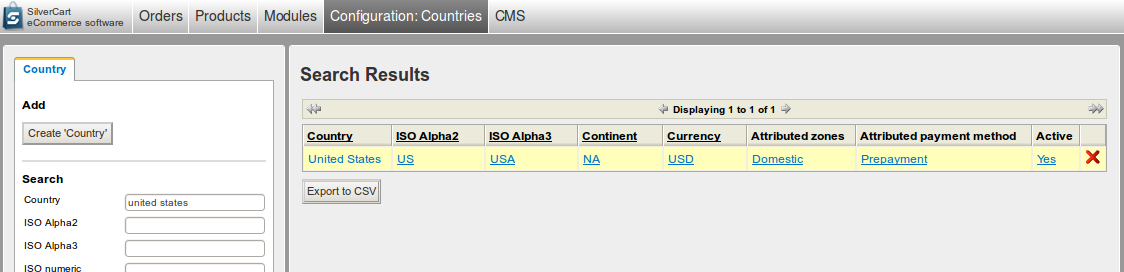 SilverCart
eCommerce software
Orders Products Modules Configuration: Countries CMS
Country
Add
Create 'Country'
Search
Country united states
ISO Alpha2
ISO Alpha3
ISO numeric
Search Results
Displaying 1 to 1 of 1
Country ISO Alpha2 ISO Alpha3 Continent Currency Attributed zones Attributed payment method Active
United States US USA NA USD Domestic Prepayment Yes
Export to CSV